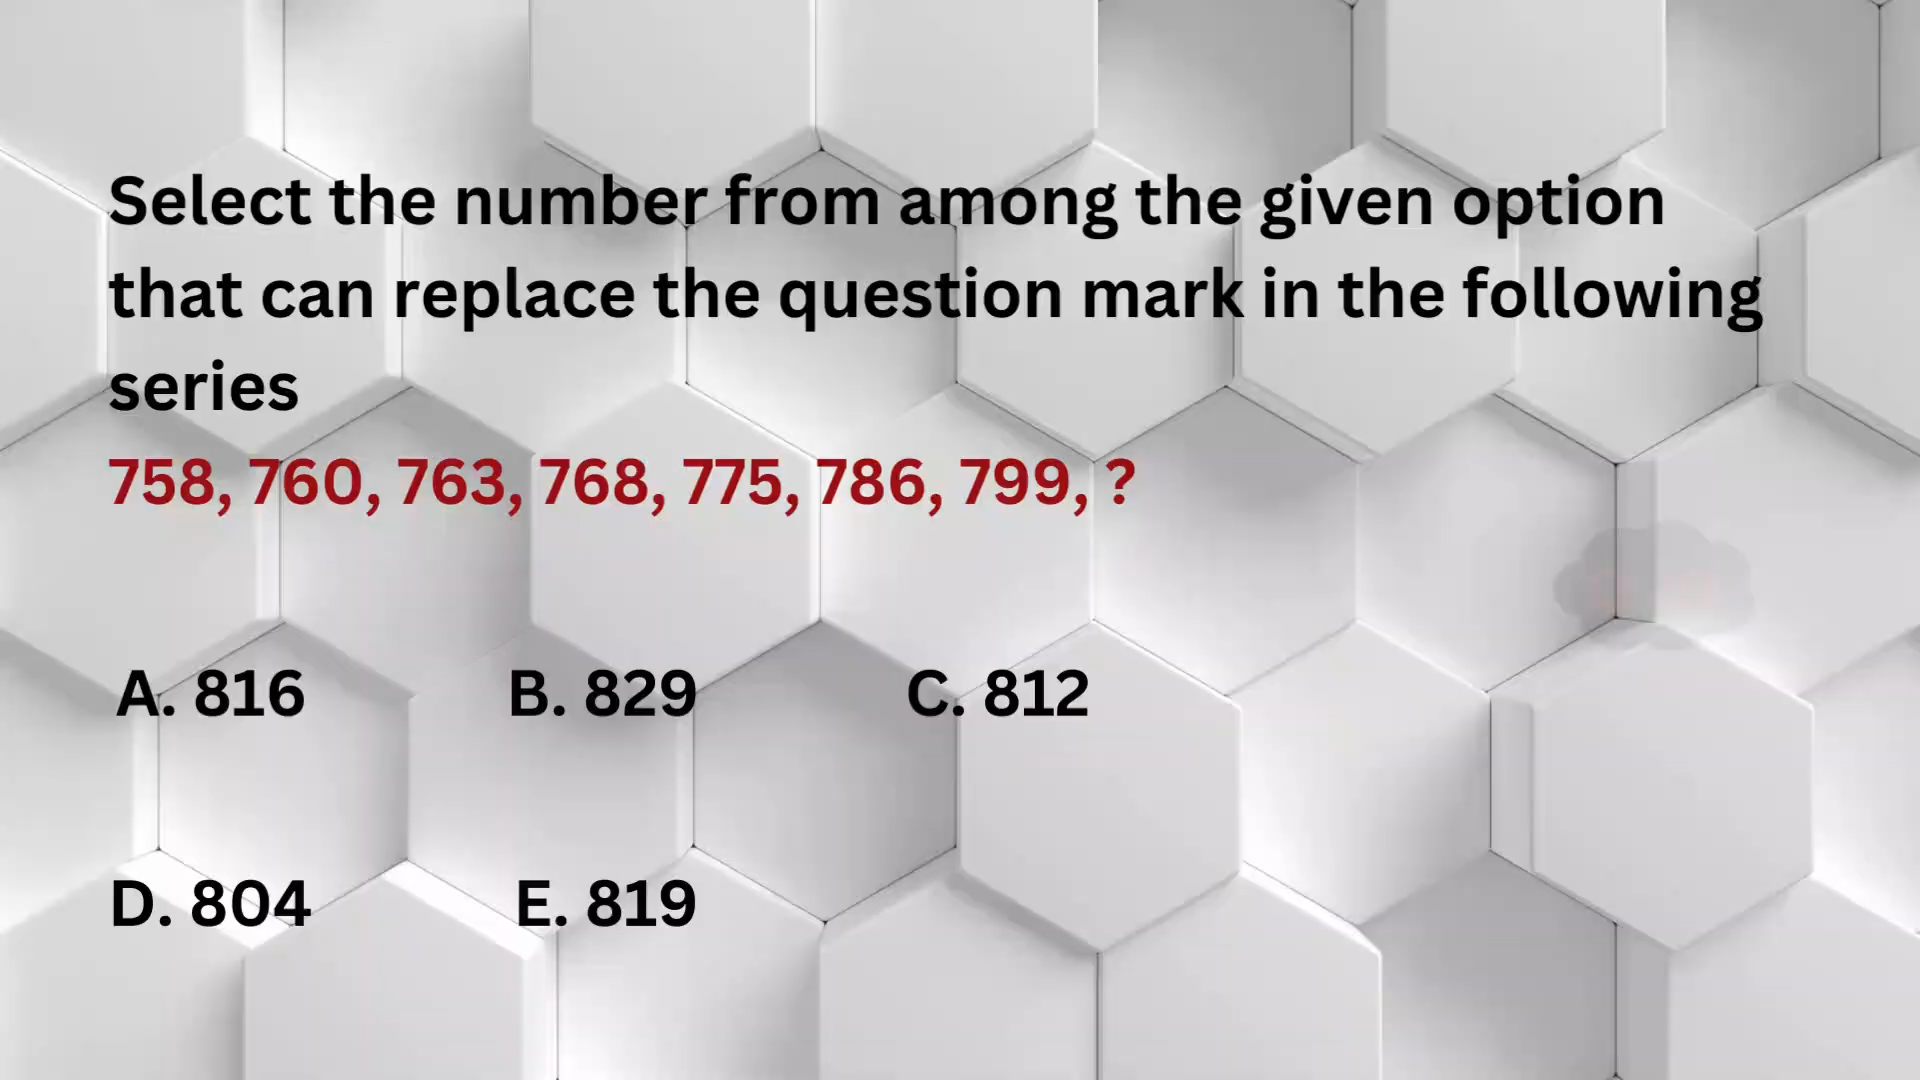 Select the number from among the given option
that can replace the question mark in the following
series
758, 760, 763, 768, 775, 786, 799, ?
A. 816 B. 829 C. 812
D. 804 E. 819